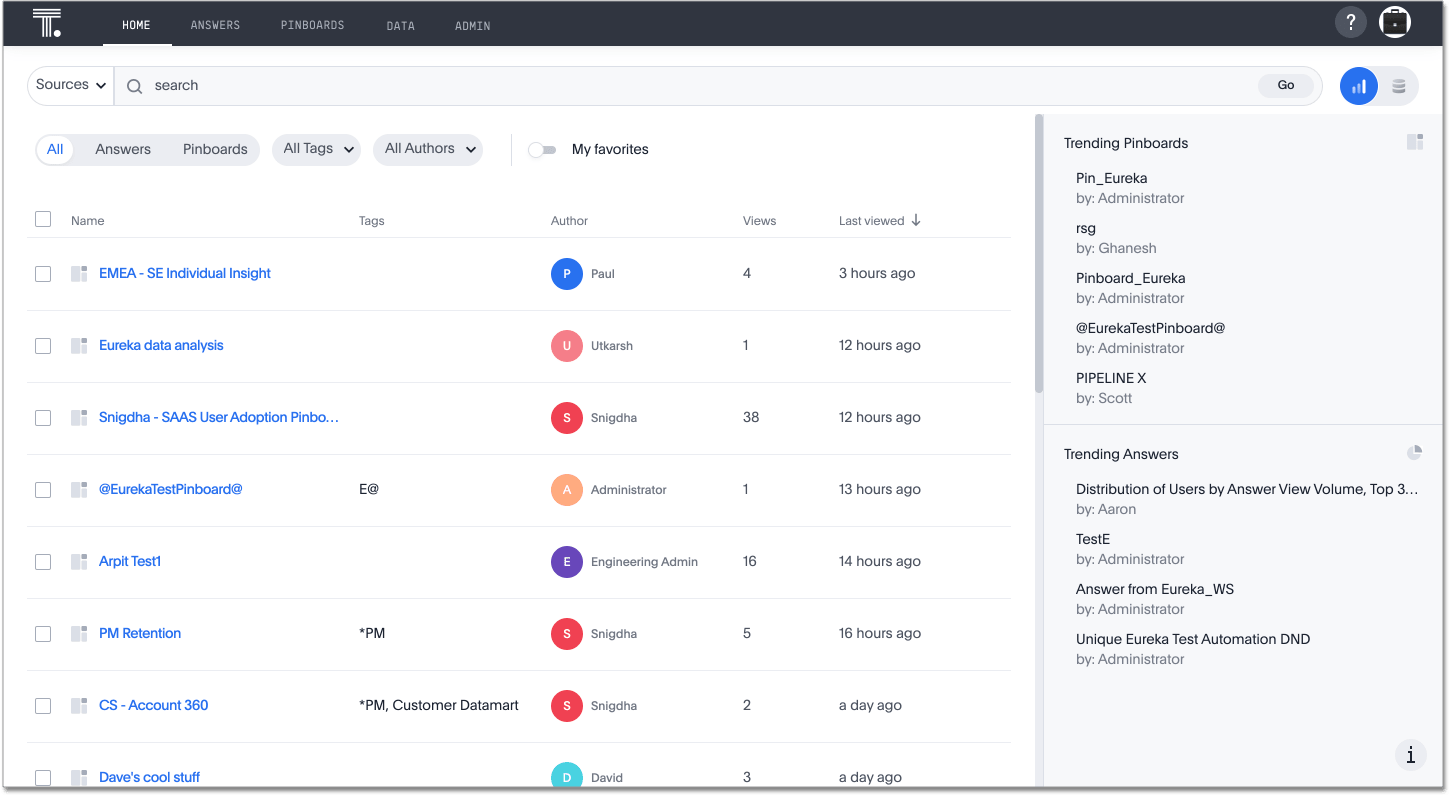 T.
HOME ANSWERS PINBOARDS DATA ADMIN
?
Sources search Go
All Answers Pinboards All Tags All Authors My favorites
Name Tags Author Views Last viewed
EMEA - SE Individual Insight P Paul 4 3 hours ago
Eureka data analysis U Utkarsh 1 12 hours ago
Snigdha - SAAS User Adoption Pinbo… S Snigdha 38 12 hours ago
@EurekaTestPinboard@ E@ A Administrator 1 13 hours ago
Arpit Test1 E Engineering Admin 16 14 hours ago
PM Retention *PM S Snigdha 5 16 hours ago
CS - Account 360 *PM, Customer Datamart S Snigdha 2 a day ago
Dave's cool stuff D David 3 a day ago
Trending Pinboards
Pin_Eureka
by: Administrator
rsg
by: Ghanesh
Pinboard_Eureka
by: Administrator
@EurekaTestPinboard@
by: Administrator
PIPELINE X
by: Scott
Trending Answers
Distribution of Users by Answer View Volume, Top 3…
by: Aaron
TestE
by: Administrator
Answer from Eureka_WS
by: Administrator
Unique Eureka Test Automation DND
by: Administrator
i